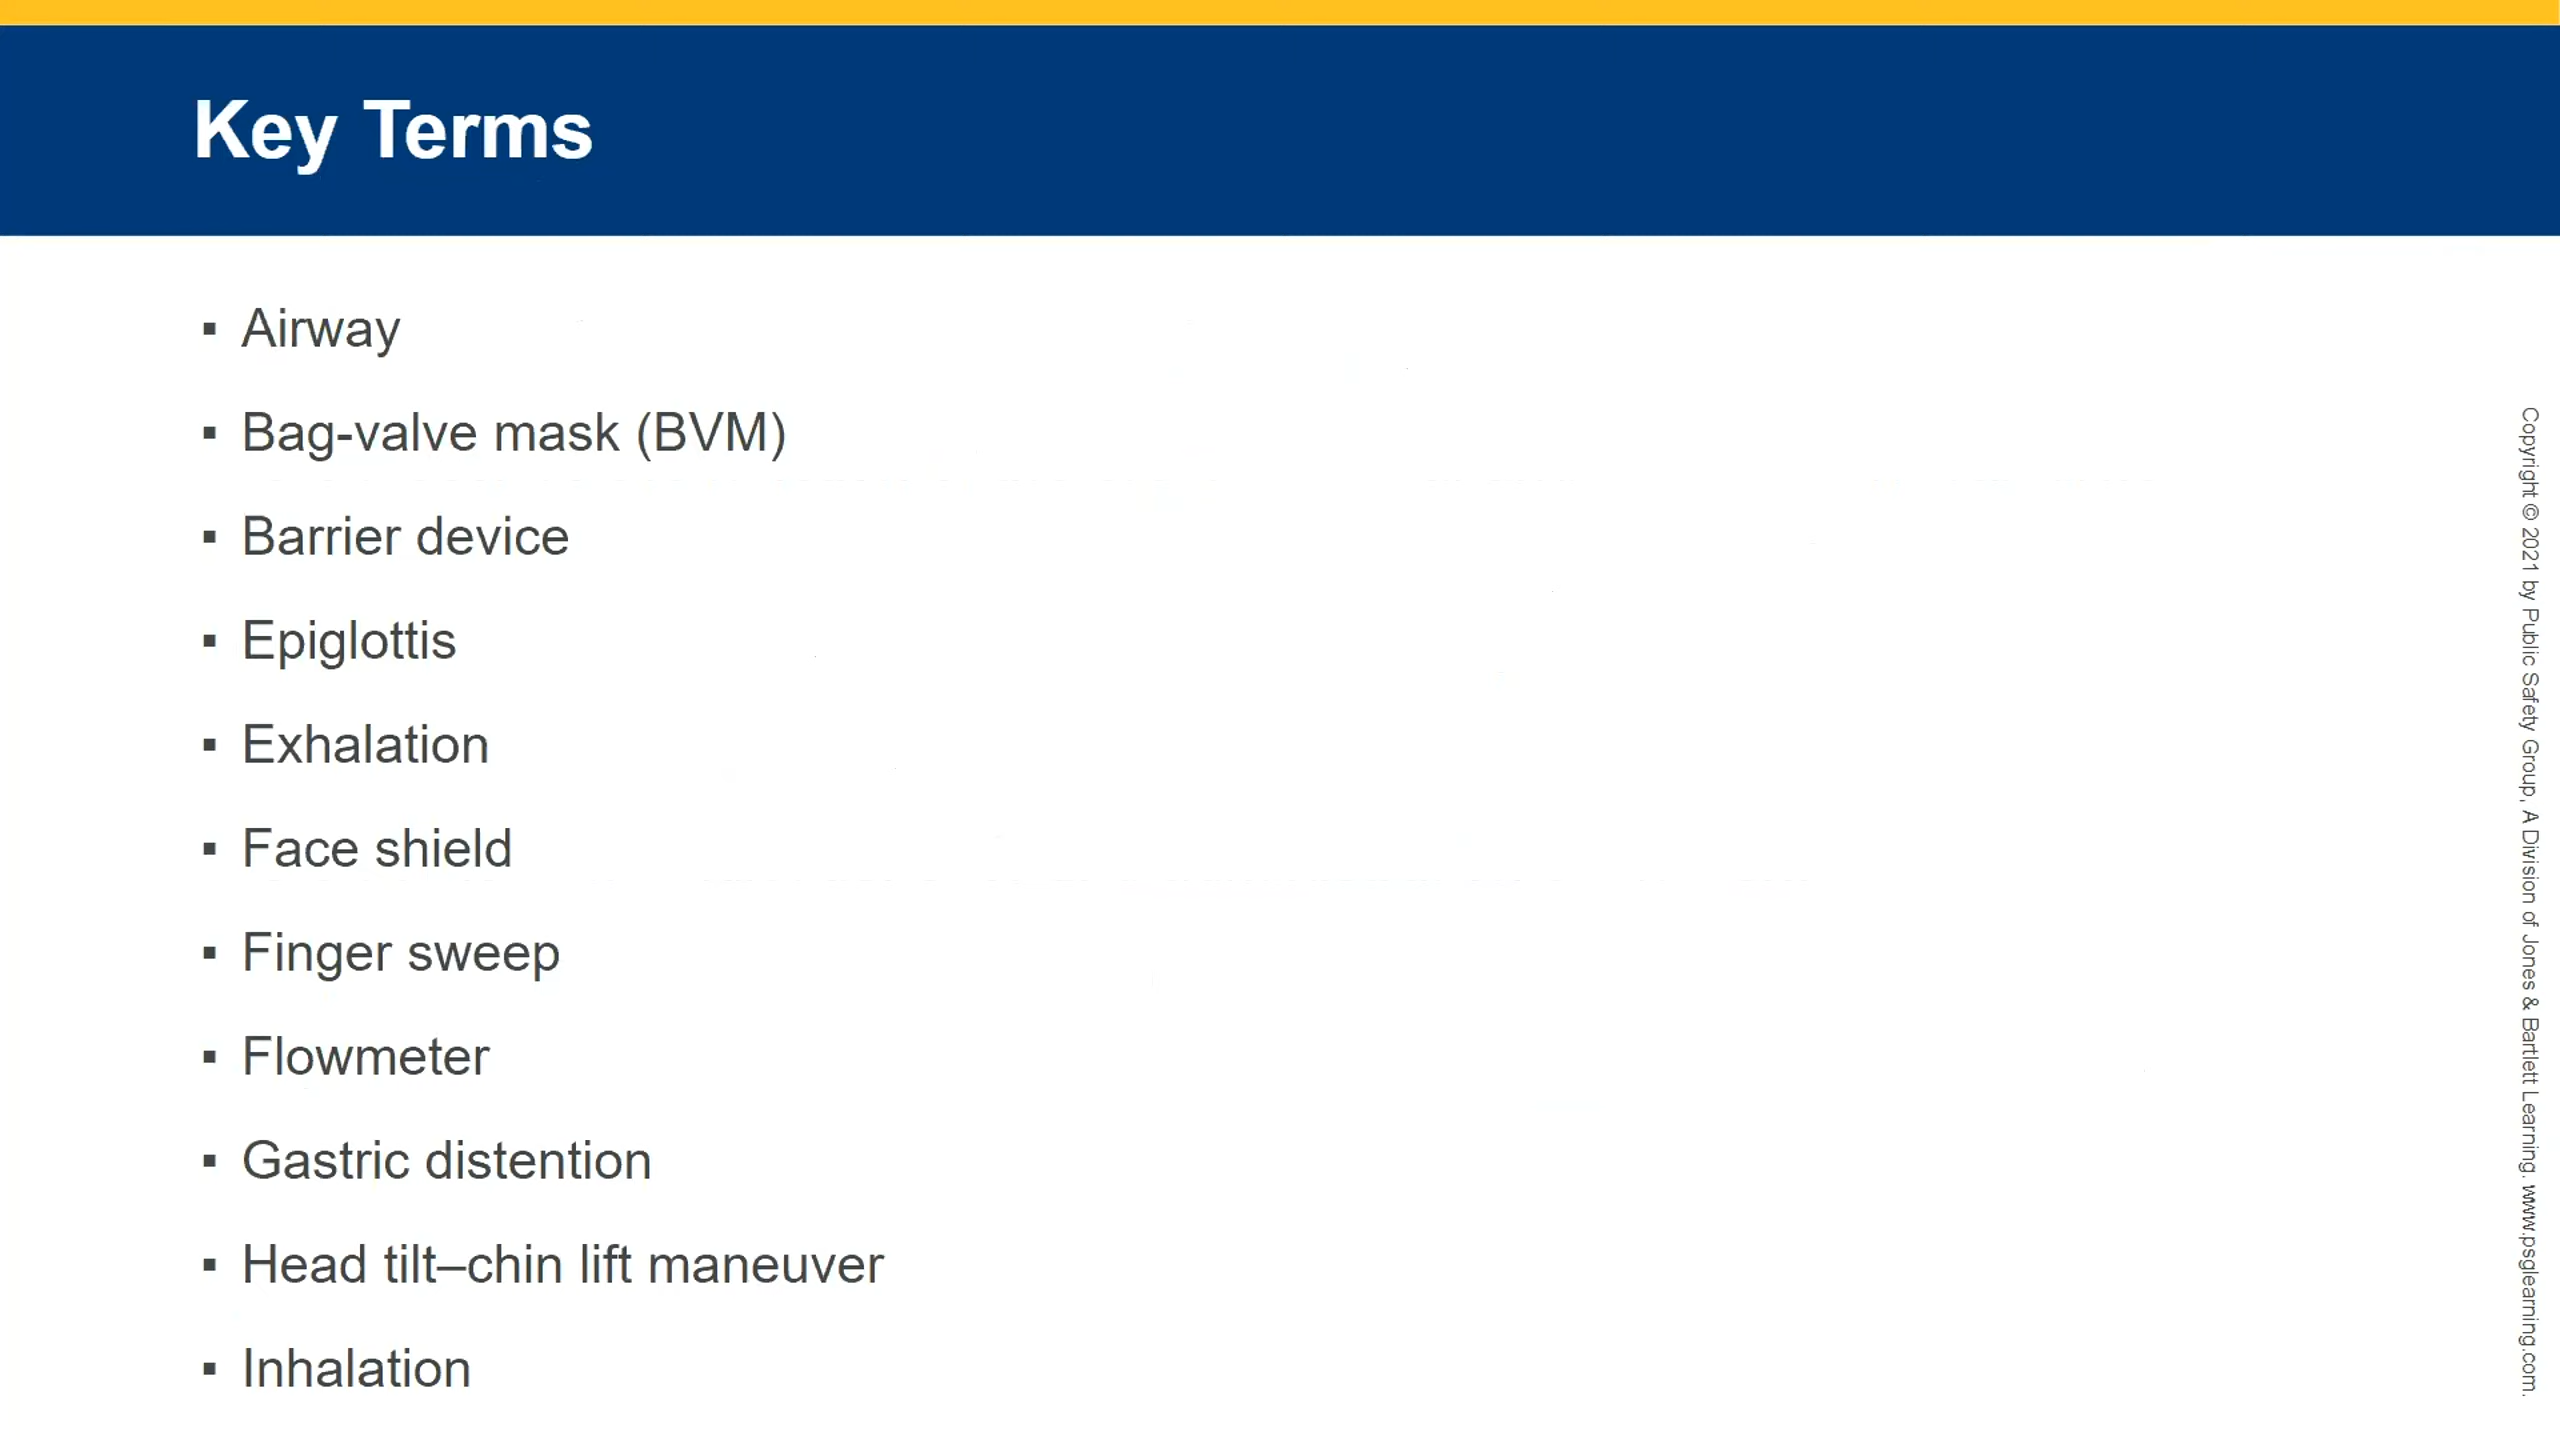 Key Terms
▪ Airway
▪ Bag-valve mask (BVM)
▪ Barrier device
▪ Epiglottis
▪ Exhalation
▪ Face shield
▪ Finger sweep
▪ Flowmeter
▪ Gastric distention
▪ Head tilt–chin lift maneuver
▪ Inhalation
Copyright © 2021 by Public Safety Group, A Division of Jones & Bartlett Learning. www.psglearning.com.